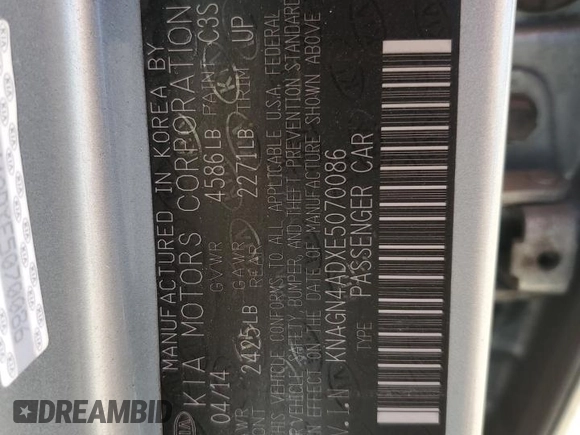 MANUFACTURED IN KOREA BY
KIA MOTORS CORPORATION
04/14 GVWR 4586LB PAINT C3S
GAWR 2425LB GAWR 2271LB TRIM UP
FRONT REAR
THIS VEHICLE CONFORMS TO ALL APPLICABLE U.S.A. FEDERAL
VEHICLE SAFETY, BUMPER, AND THEFT PREVENTION STANDARDS
IN EFFECT ON THE DATE OF MANUFACTURE SHOWN ABOVE
V.I.N KNAGN4ADXE5070086
TYPE PASSENGER CAR
DREAMBID